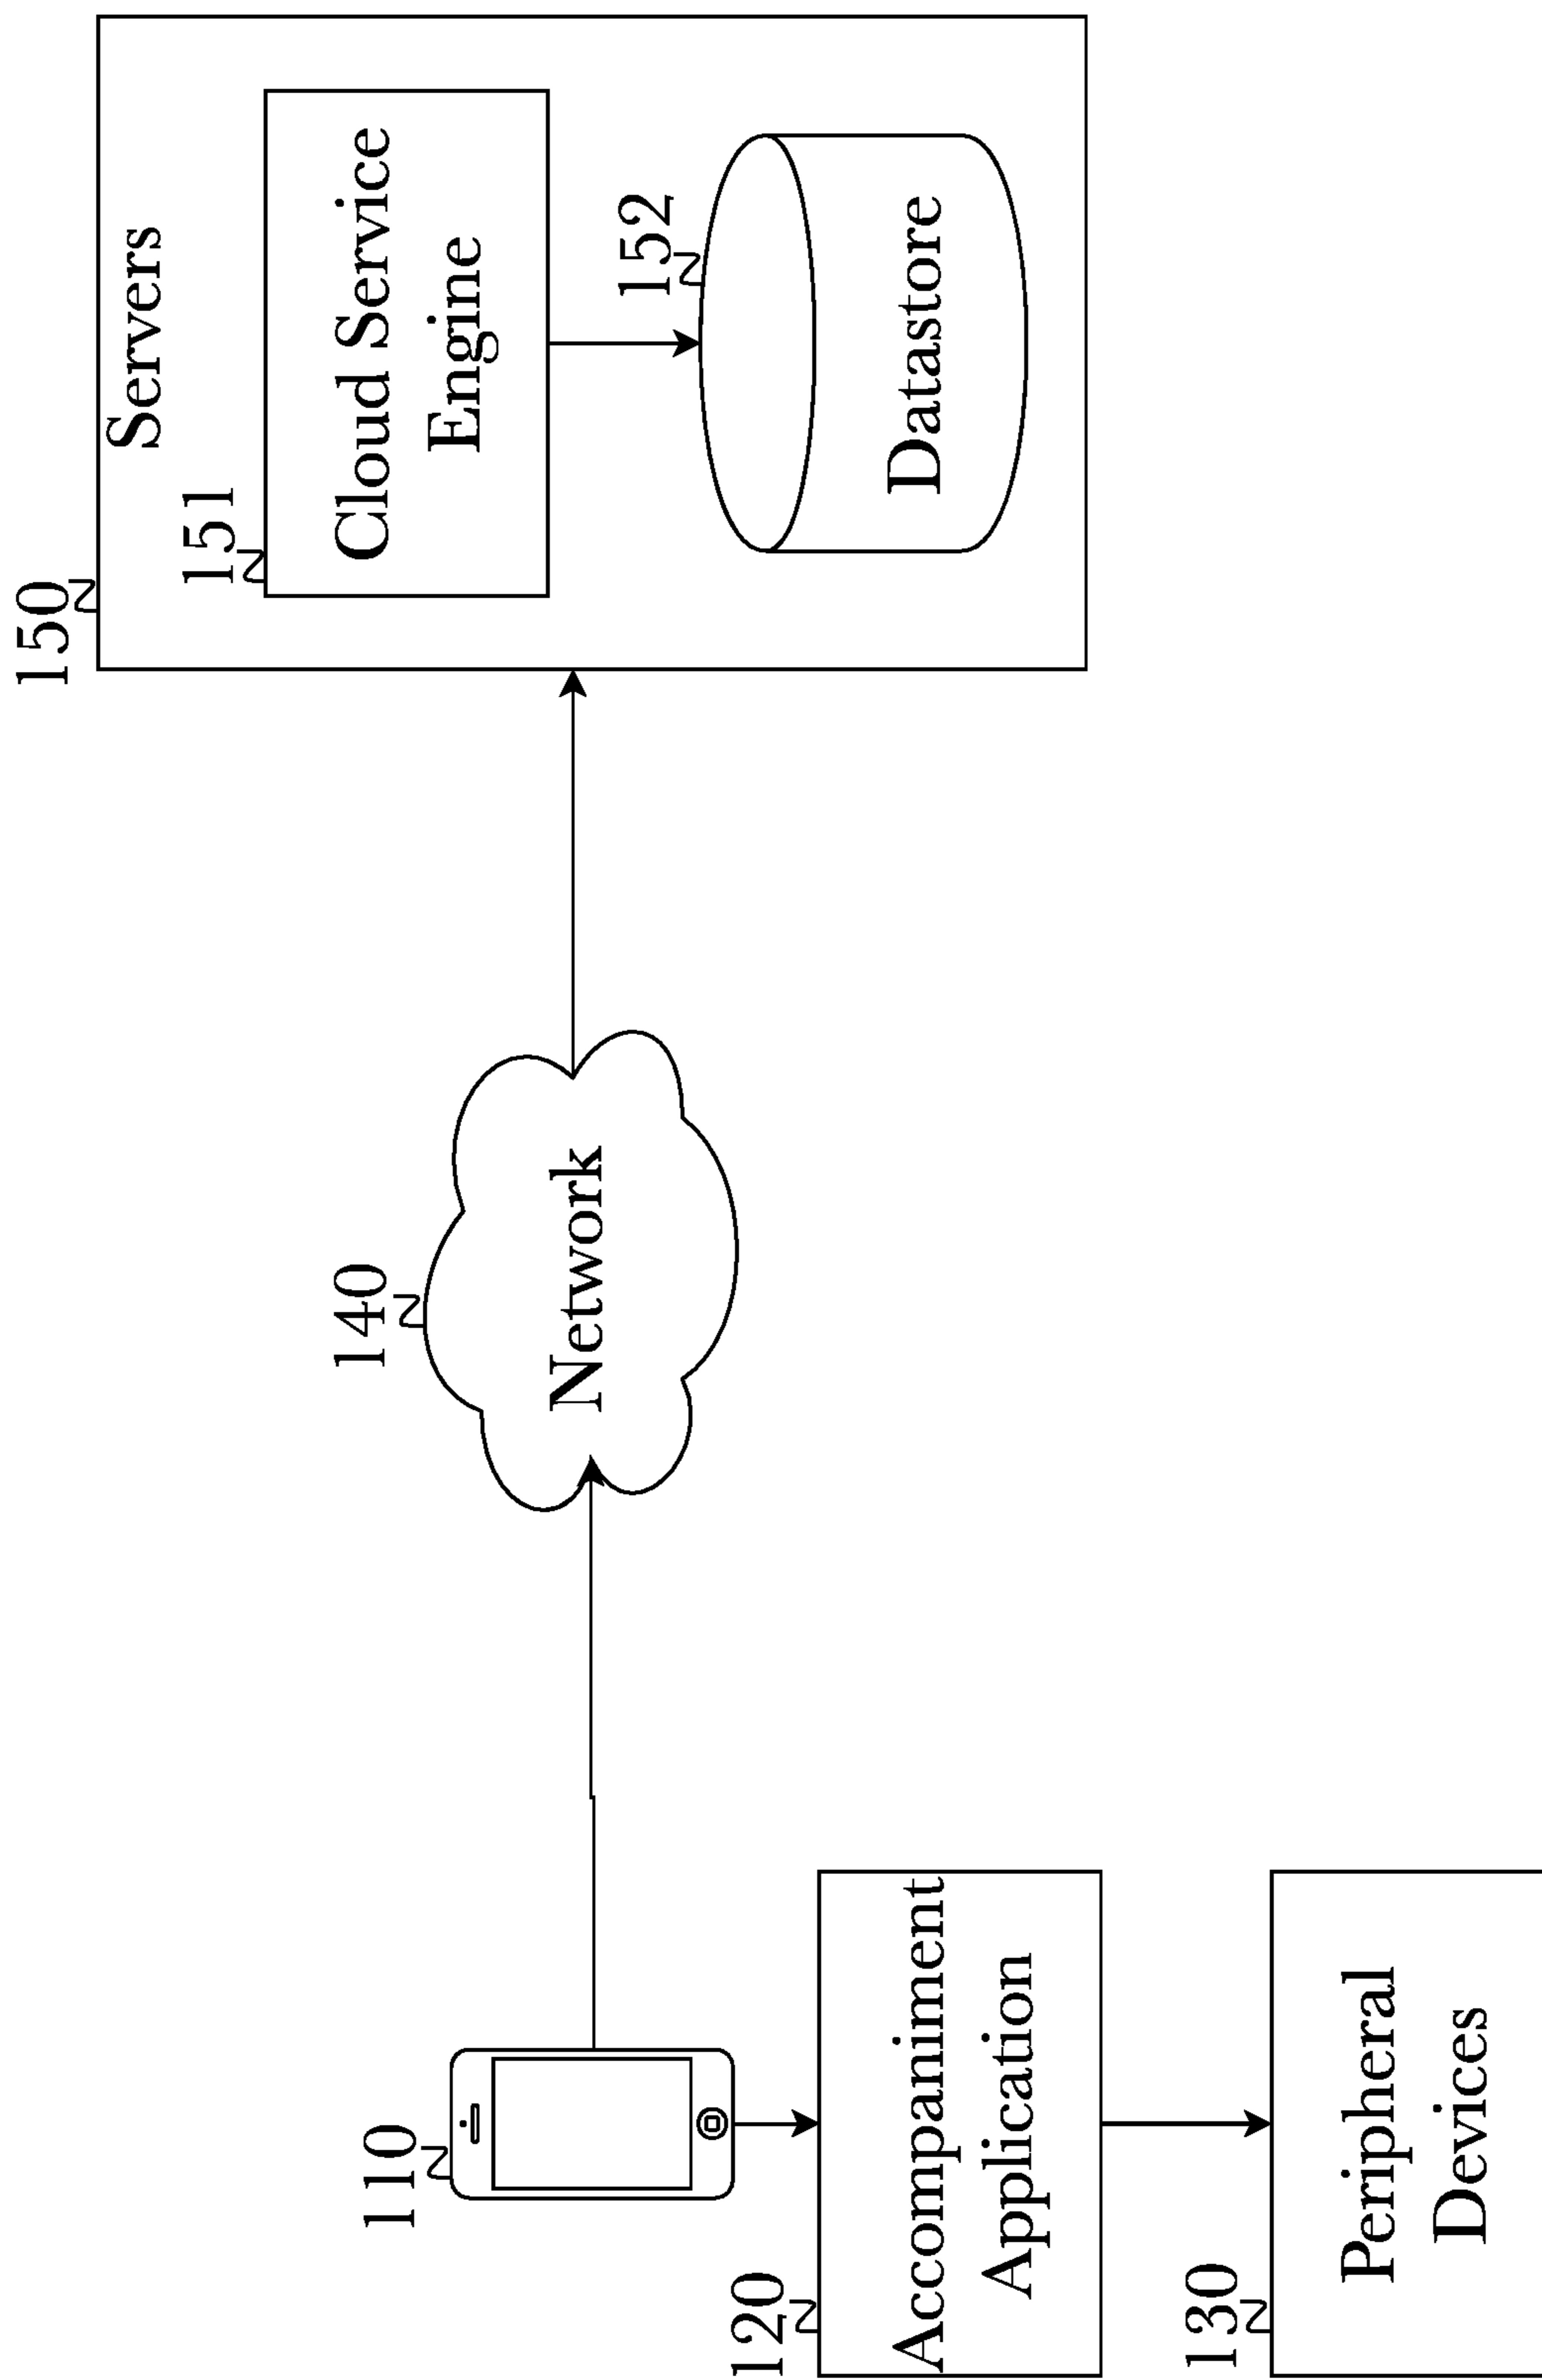 110
120
Accompaniment
Application
130
Peripheral
Devices
140
Network
150
Servers
151
Cloud Service
Engine
152
Datastore